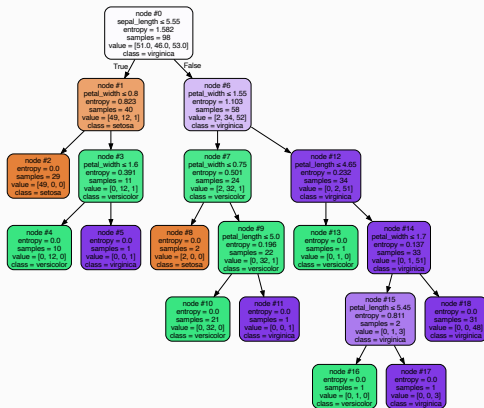 node #0
sepal_length ≤ 5.55
entropy = 1.582
samples = 98
value = [51.0, 46.0, 53.0]
class = virginica
True
False
node #1
petal_width ≤ 0.8
entropy = 0.823
samples = 40
value = [49, 12, 1]
class = setosa
node #6
petal_width ≤ 1.55
entropy = 1.103
samples = 58
value = [2, 34, 52]
class = virginica
node #2
entropy = 0.0
samples = 29
value = [49, 0, 0]
class = setosa
node #3
petal_width ≤ 1.6
entropy = 0.391
samples = 11
value = [0, 12, 1]
class = versicolor
node #7
petal_width ≤ 0.75
entropy = 0.501
samples = 24
value = [2, 32, 1]
class = versicolor
node #12
petal_length ≤ 4.65
entropy = 0.232
samples = 34
value = [0, 2, 51]
class = virginica
node #4
entropy = 0.0
samples = 10
value = [0, 12, 0]
class = versicolor
node #5
entropy = 0.0
samples = 1
value = [0, 0, 1]
class = virginica
node #8
entropy = 0.0
samples = 2
value = [2, 0, 0]
class = setosa
node #9
petal_length ≤ 5.0
entropy = 0.196
samples = 22
value = [0, 32, 1]
class = versicolor
node #13
entropy = 0.0
samples = 1
value = [0, 1, 0]
class = versicolor
node #14
petal_width ≤ 1.7
entropy = 0.137
samples = 33
value = [0, 1, 51]
class = virginica
node #10
entropy = 0.0
samples = 21
value = [0, 32, 0]
class = versicolor
node #11
entropy = 0.0
samples = 1
value = [0, 0, 1]
class = virginica
node #15
petal_length ≤ 5.45
entropy = 0.811
samples = 2
value = [0, 1, 3]
class = virginica
node #18
entropy = 0.0
samples = 31
value = [0, 0, 48]
class = virginica
node #16
entropy = 0.0
samples = 1
value = [0, 1, 0]
class = versicolor
node #17
entropy = 0.0
samples = 1
value = [0, 0, 3]
class = virginica